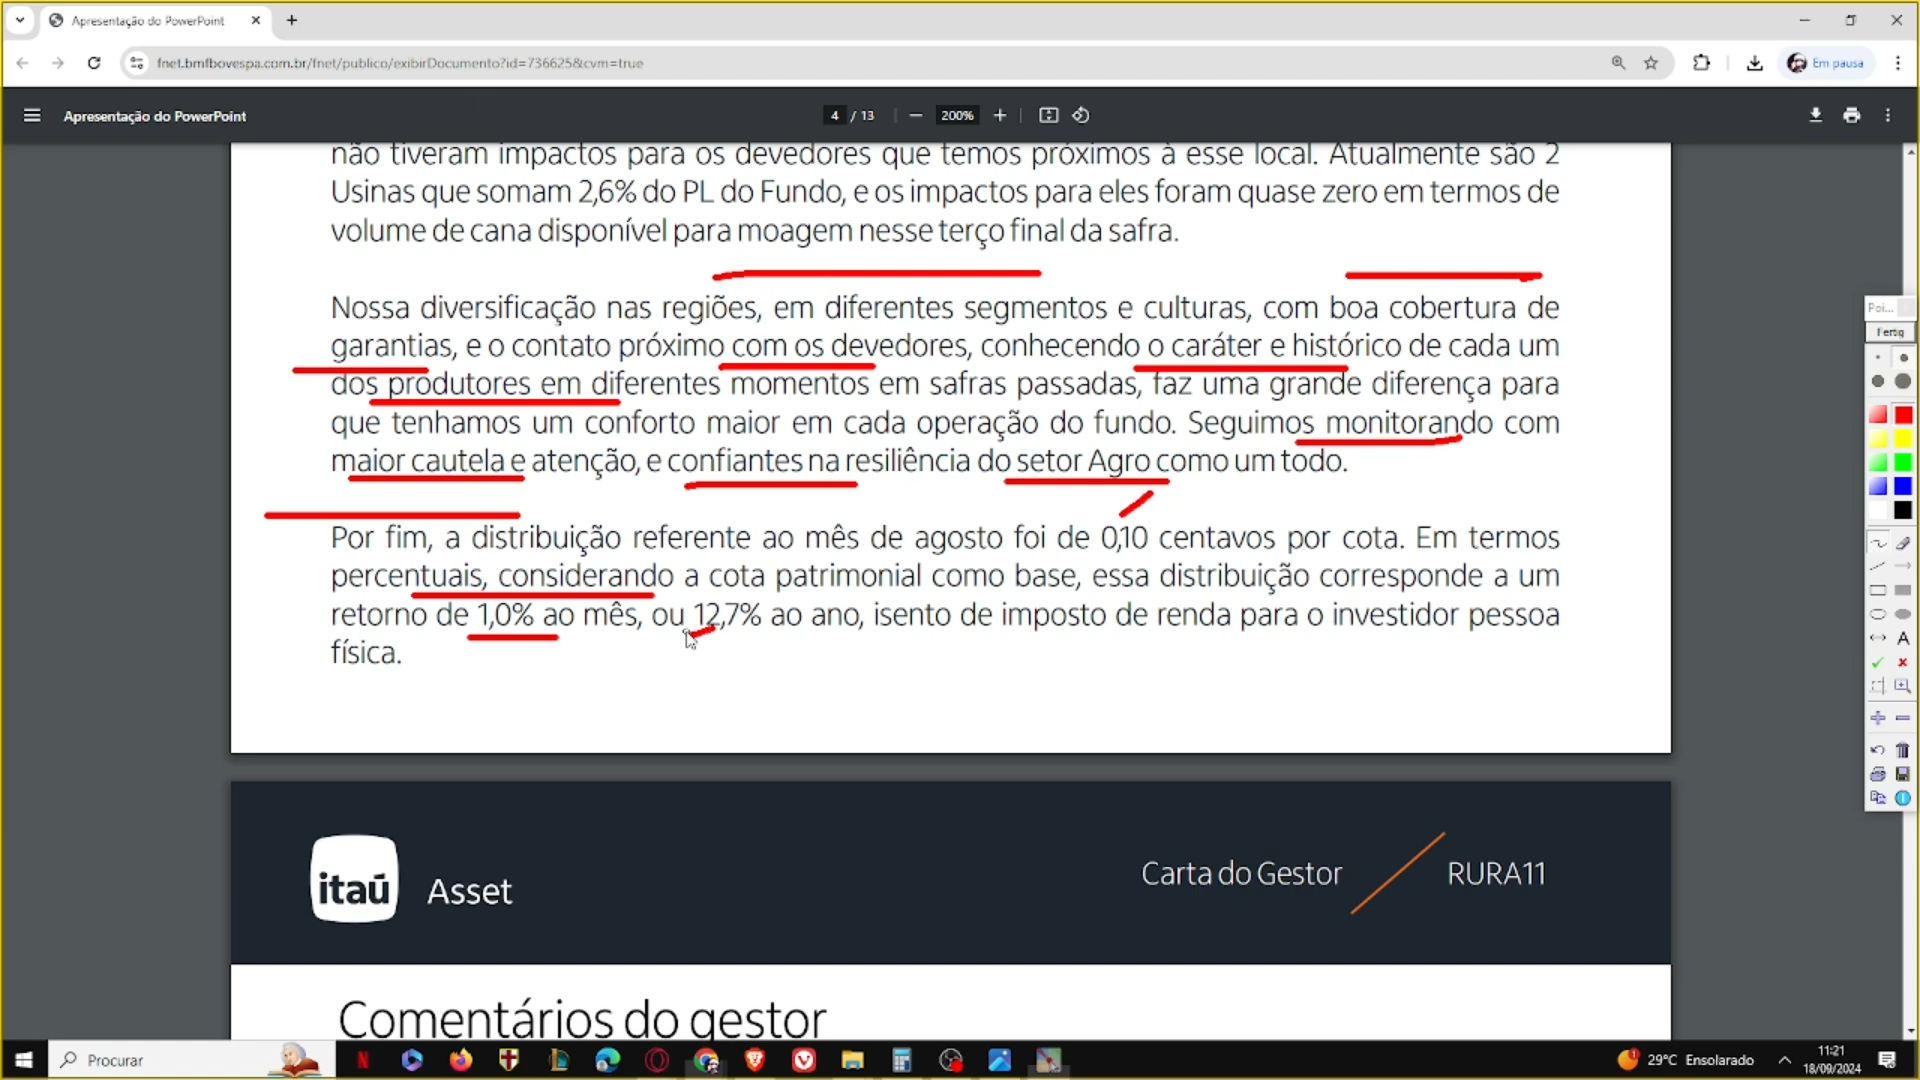 Apresentação do PowerPoint
fnet.bmfbovespa.com.br/fnet/publico/exibirDocumento?id=736625&cvm=true
Em pausa
Apresentação do PowerPoint
4 / 13
200%
não tiveram impactos para os devedores que temos próximos à esse local. Atualmente são 2
Usinas que somam 2,6% do PL do Fundo, e os impactos para eles foram quase zero em termos de
volume de cana disponível para moagem nesse terço final da safra.
Nossa diversificação nas regiões, em diferentes segmentos e culturas, com boa cobertura de
garantias, e o contato próximo com os devedores, conhecendo o caráter e histórico de cada um
dos produtores em diferentes momentos em safras passadas, faz uma grande diferença para
que tenhamos um conforto maior em cada operação do fundo. Seguimos monitorando com
maior cautela e atenção, e confiantes na resiliência do setor Agro como um todo.
Por fim, a distribuição referente ao mês de agosto foi de 0,10 centavos por cota. Em termos
percentuais, considerando a cota patrimonial como base, essa distribuição corresponde a um
retorno de 1,0% ao mês, ou 12,7% ao ano, isento de imposto de renda para o investidor pessoa
física.
Poi...
Fertig
A
itaú
Asset
Carta do Gestor
RURA11
Comentários do gestor
Procurar
29°C Ensolarado
11:21
18/09/2024